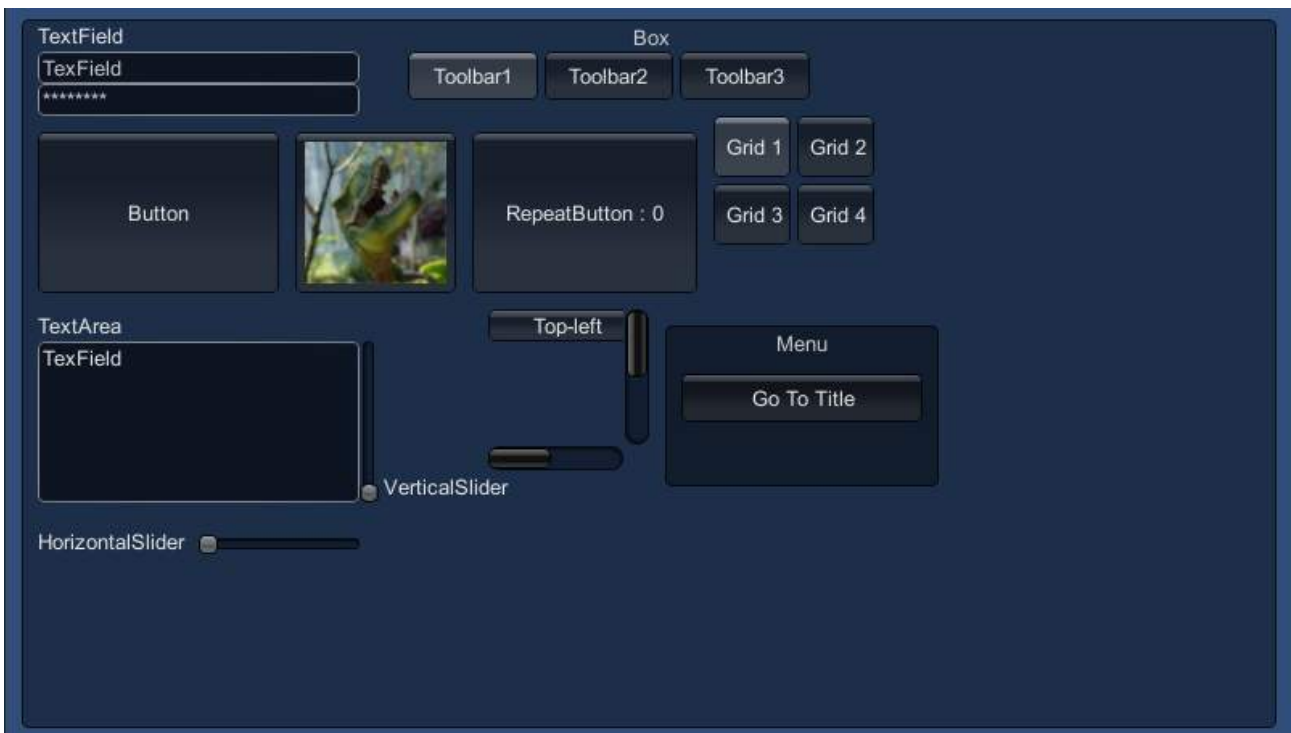 TextField
Box
TexField
********
Toolbar1
Toolbar2
Toolbar3
Grid 1
Grid 2
Button
RepeatButton : 0
Grid 3
Grid 4
TextArea
Top-left
TexField
Menu
Go To Title
VerticalSlider
HorizontalSlider